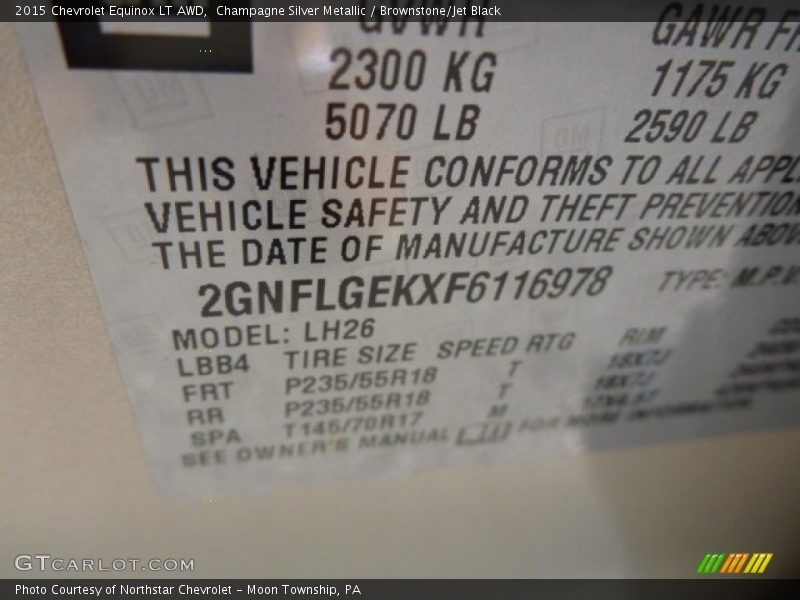 2015 Chevrolet Equinox LT AWD,  Champagne Silver Metallic / Brownstone/Jet Black
GVWR GAWR
2300 KG 1175 KG
5070 LB 2590 LB
THIS VEHICLE CONFORMS TO ALL
VEHICLE SAFETY AND THEFT PREVENTION
THE DATE OF MANUFACTURE SHOWN
2GNFLGEKXF6116978 TYPE: M.P.V.
MODEL: LH26
LBB4 TIRE SIZE SPEED RTG RIM
FRT P235/55R18 T 18X7J
RR P235/55R18 T 18X7J
SPA T145/70R17 M
SEE OWNER'S MANUAL FOR MORE INFORMATION
GTCARLOT.COM
Photo Courtesy of Northstar Chevrolet - Moon Township, PA